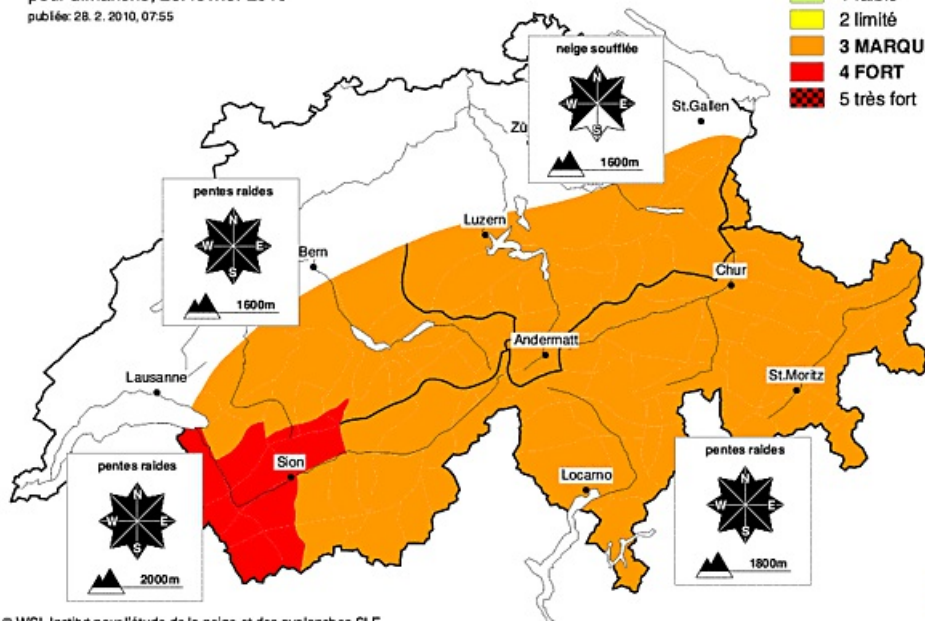 publiée: 28. 2. 2010, 07:55
2 limité
3 MARQU
4 FORT
5 très fort
neige soufflée
N
W E
S
1600m
St.Gallen
Zü
pentes raides
N
W E
S
1600m
Luzern
Bern
Chur
Andermatt
Lausanne
St.Moritz
Sion
Locarno
pentes raides
N
W E
S
2000m
pentes raides
N
W E
S
1800m